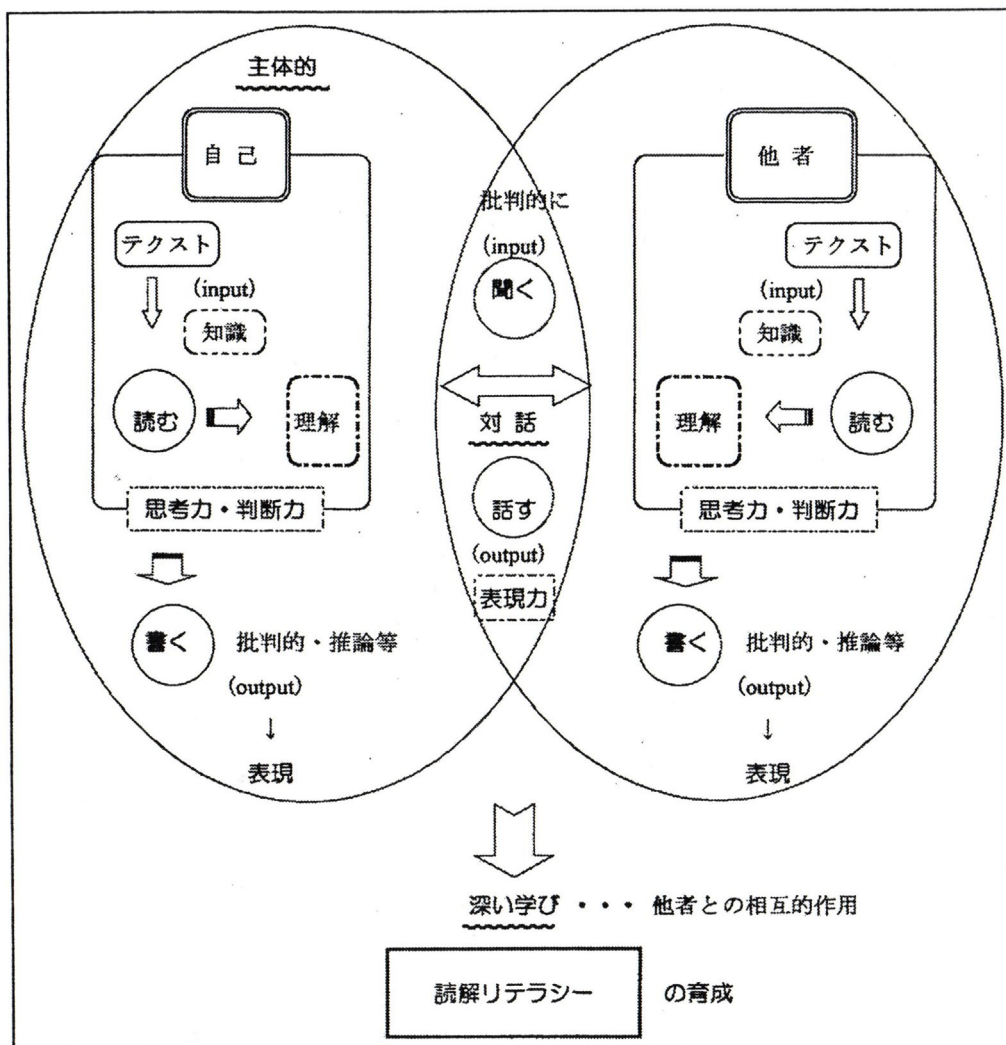 主体的
自己
テクスト
(input)
知識
読む
理解
思考力・判断力
書く 批判的・推論等
(output)
↓
表現
批判的に
(input)
聞く
対話
話す
(output)
表現力
他者
テクスト
(input)
知識
理解
読む
思考力・判断力
書く 批判的・推論等
(output)
↓
表現
深い学び ・・・ 他者との相互的作用
読解リテラシー の育成